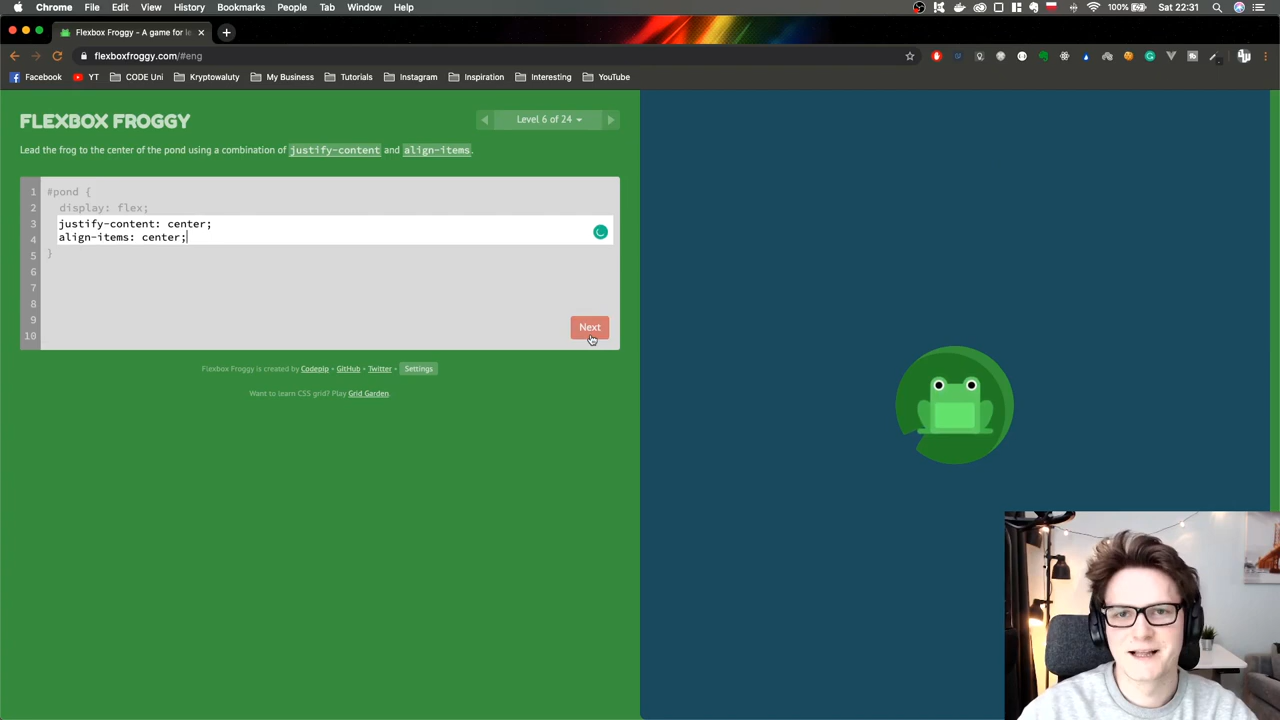 Chrome File Edit View History Bookmarks People Tab Window Help
100% Sat 22:31
Flexbox Froggy - A game for le
flexboxfroggy.com/#eng
Facebook YT CODE Uni Kryptowaluty My Business Tutorials Instagram Inspiration Interesting YouTube
FLEXBOX FROGGY
Level 6 of 24
Lead the frog to the center of the pond using a combination of justify-content and align-items.
1 #pond {
2 display: flex;
3 justify-content: center;
4 align-items: center;
5 }
6
7
8
9
10
Next
Flexbox Froggy is created by Codepip • GitHub • Twitter • Settings
Want to learn CSS grid? Play Grid Garden.